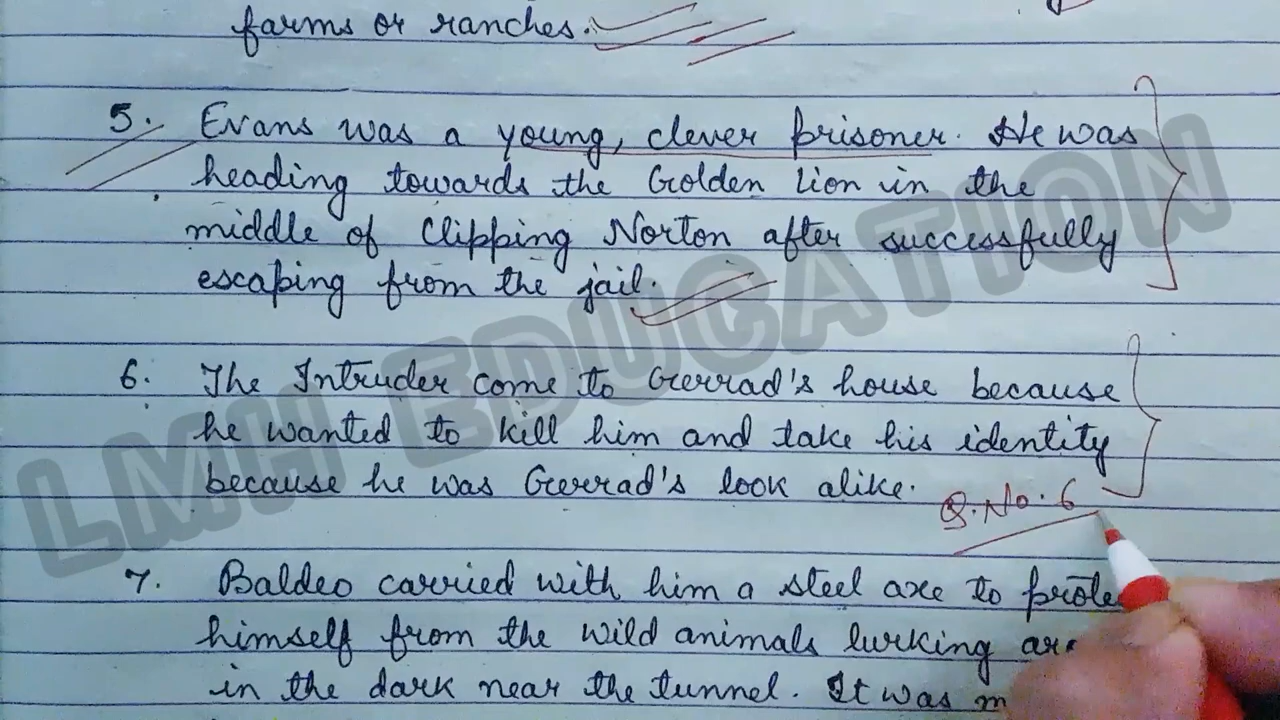 farms or ranches.
5. Evans was a young, clever prisoner. He was
heading towards the Golden Lion in the
middle of Clipping Norton after successfully
escaping from the jail.
6. The Intruder come to Gerrad's house because
he wanted to kill him and take his identity
because he was Gerrad's look alike.
Q. No. 6
7. Baldeo carried with him a steel axe to
himself from the wild animals lurking
in the dark near the tunnel. It was
LMH EDUCATION